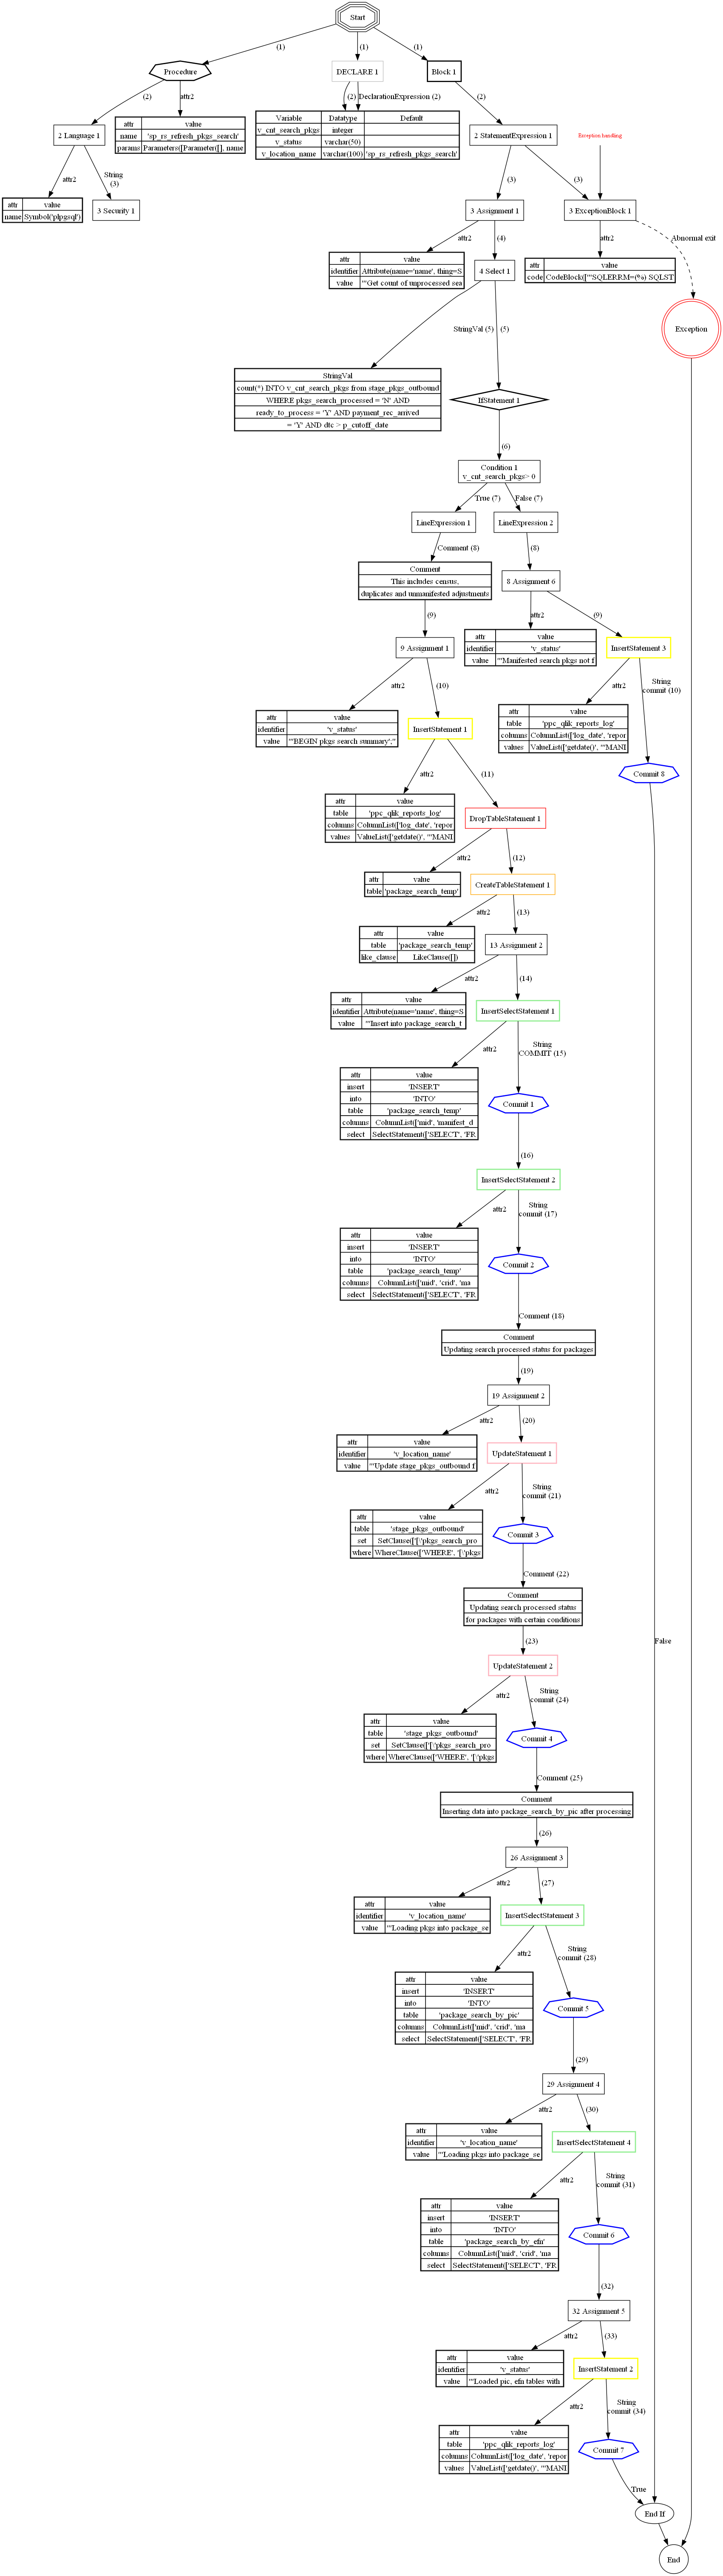 Start
(1)
(1)
(1)
Procedure
DECLARE 1
Block 1
(2)
attr2
(2)
DeclarationExpression (2)
(2)
2 Language 1
attr value
name 'sp_rs_refresh_pkgs_search'
params Parameters([Parameter([], name
Variable Datatype Default
v_cnt_search_pkgs integer
v_status varchar(50)
v_location_name varchar(100) 'sp_rs_refresh_pkgs_search'
2 StatementExpression 1
Exception handling
attr2
String
(3)
(3)
(3)
attr value
name Symbol('plpgsql')
3 Security 1
3 Assignment 1
3 ExceptionBlock 1
attr2
(4)
attr2
Abnormal exit
attr value
identifier Attribute(name='name', thing=S
value "'Get count of unprocessed sea
4 Select 1
attr value
code CodeBlock(["'SQLERRM=(%) SQLST
Exception
StringVal (5)
(5)
StringVal
count(*) INTO v_cnt_search_pkgs from stage_pkgs_outbound
WHERE pkgs_search_processed = 'N' AND
ready_to_process = 'Y' AND payment_rec_arrived
= 'Y' AND dtc > p_cutoff_date
IfStatement 1
(6)
Condition 1
v_cnt_search_pkgs> 0
True (7)
False (7)
LineExpression 1
LineExpression 2
Comment (8)
(8)
Comment
This includes census,
duplicates and unmanifested adjustments
8 Assignment 6
(9)
attr2
(9)
9 Assignment 1
attr value
identifier 'v_status'
value "'Manifested search pkgs not f
InsertStatement 3
attr2
(10)
attr2
String
commit (10)
attr value
identifier 'v_status'
value "'BEGIN pkgs search summary';"
InsertStatement 1
attr value
table 'ppc_qlik_reports_log'
columns ColumnList(['log_date', 'repor
values ValueList(['getdate()', "'MANI
Commit 8
attr2
(11)
attr value
table 'ppc_qlik_reports_log'
columns ColumnList(['log_date', 'repor
values ValueList(['getdate()', "'MANI
DropTableStatement 1
attr2
(12)
attr value
table 'package_search_temp'
CreateTableStatement 1
attr2
(13)
attr value
table 'package_search_temp'
like_clause LikeClause([])
13 Assignment 2
attr2
(14)
attr value
identifier Attribute(name='name', thing=S
value "'Insert into package_search_t
InsertSelectStatement 1
attr2
String
COMMIT (15)
attr value
insert 'INSERT'
into 'INTO'
table 'package_search_temp'
columns ColumnList(['mid', 'manifest_d
select SelectStatement(['SELECT', 'FR
Commit 1
(16)
InsertSelectStatement 2
attr2
String
commit (17)
attr value
insert 'INSERT'
into 'INTO'
table 'package_search_temp'
columns ColumnList(['mid', 'crid', 'ma
select SelectStatement(['SELECT', 'FR
Commit 2
Comment (18)
Comment
Updating search processed status for packages
(19)
19 Assignment 2
attr2
(20)
attr value
identifier 'v_location_name'
value "'Update stage_pkgs_outbound f
UpdateStatement 1
attr2
String
commit (21)
attr value
table 'stage_pkgs_outbound'
set SetClause(['[/'pkgs_search_pro
where WhereClause(['WHERE', '[/'pkgs
Commit 3
Comment (22)
Comment
Updating search processed status
for packages with certain conditions
(23)
UpdateStatement 2
attr2
String
commit (24)
attr value
table 'stage_pkgs_outbound'
set SetClause(['[/'pkgs_search_pro
where WhereClause(['WHERE', '[/'pkgs
Commit 4
Comment (25)
Comment
Inserting data into package_search_by_pic after processing
(26)
26 Assignment 3
attr2
(27)
attr value
identifier 'v_location_name'
value "'Loading pkgs into package_se
InsertSelectStatement 3
attr2
String
commit (28)
attr value
insert 'INSERT'
into 'INTO'
table 'package_search_by_pic'
columns ColumnList(['mid', 'crid', 'ma
select SelectStatement(['SELECT', 'FR
Commit 5
(29)
29 Assignment 4
attr2
(30)
attr value
identifier 'v_location_name'
value "'Loading pkgs into package_se
InsertSelectStatement 4
attr2
String
commit (31)
attr value
insert 'INSERT'
into 'INTO'
table 'package_search_by_efn'
columns ColumnList(['mid', 'crid', 'ma
select SelectStatement(['SELECT', 'FR
Commit 6
(32)
32 Assignment 5
attr2
(33)
attr value
identifier 'v_status'
value "'Loaded pic, efn tables with
InsertStatement 2
attr2
String
commit (34)
attr value
table 'ppc_qlik_reports_log'
columns ColumnList(['log_date', 'repor
values ValueList(['getdate()', "'MANI
Commit 7
False
True
End If
End